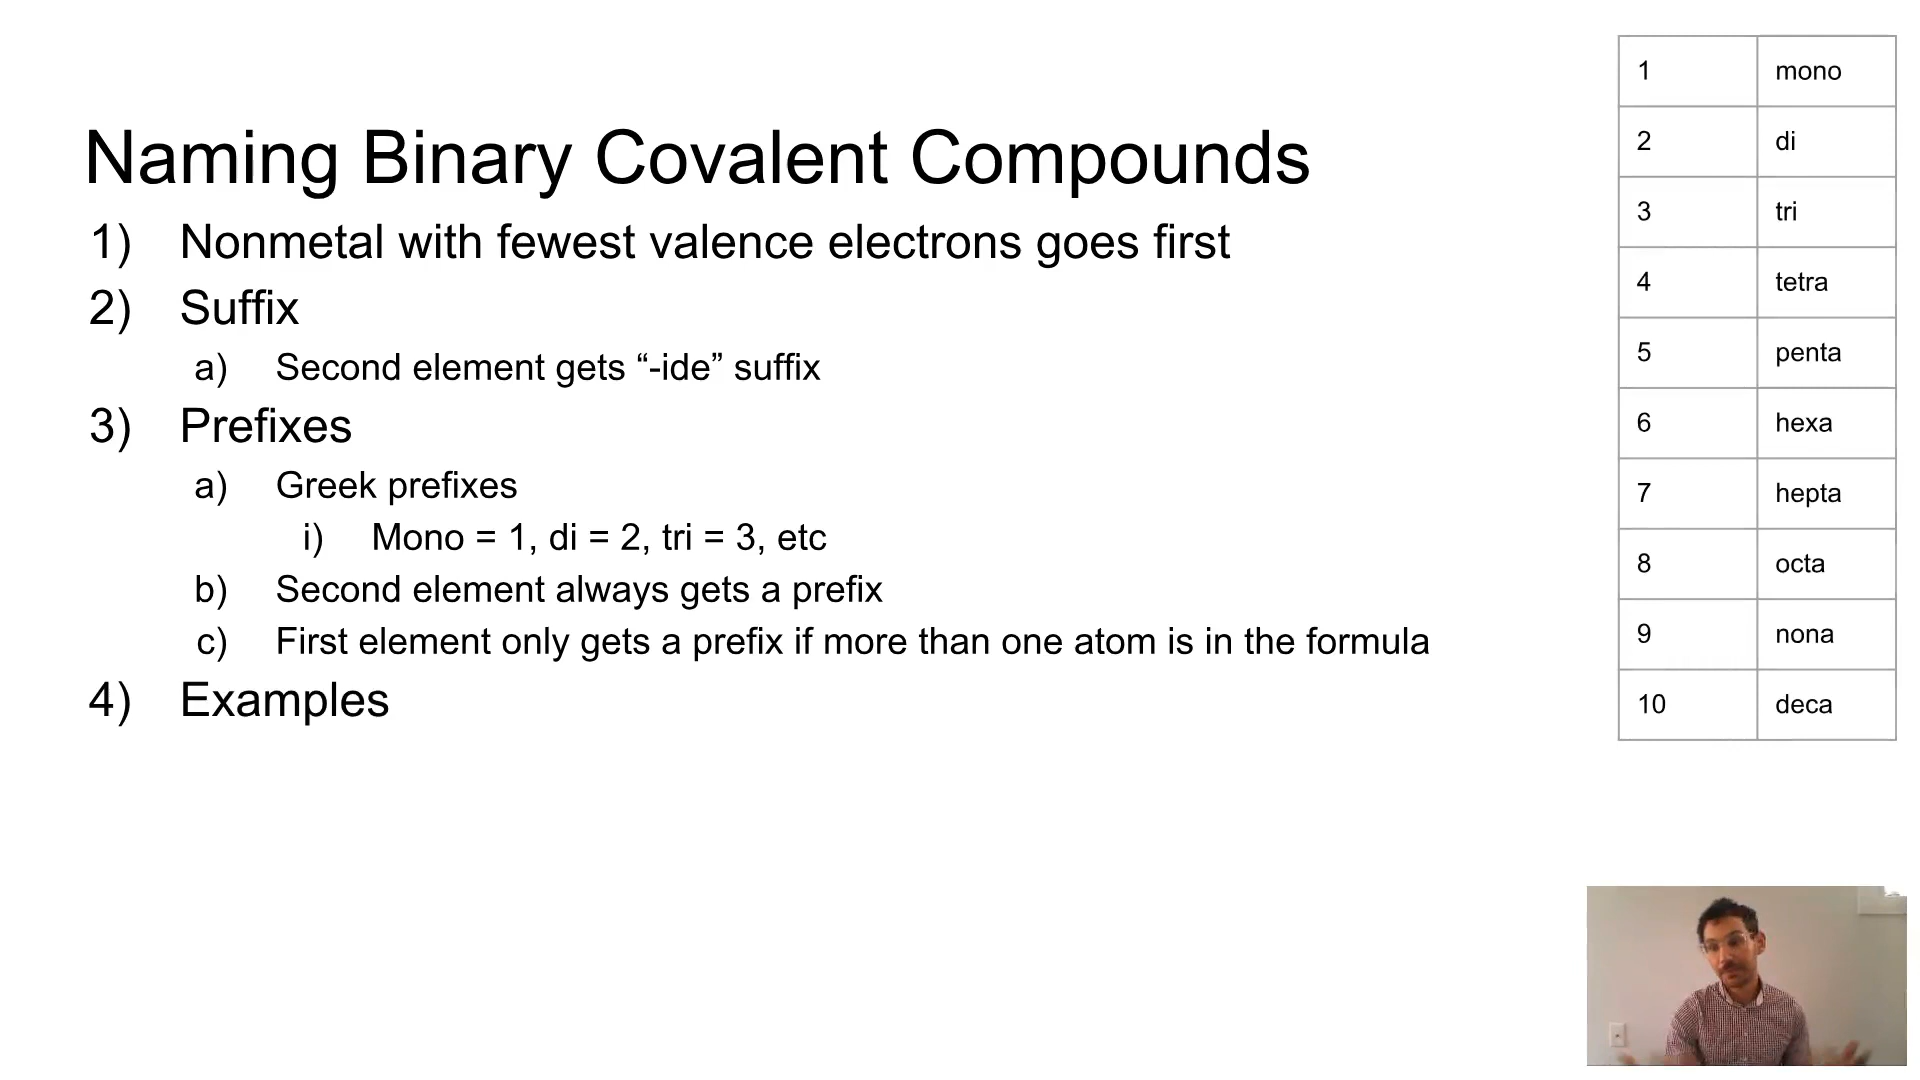 Naming Binary Covalent Compounds
1) Nonmetal with fewest valence electrons goes first
2) Suffix
a) Second element gets “-ide” suffix
3) Prefixes
a) Greek prefixes
i) Mono = 1, di = 2, tri = 3, etc
b) Second element always gets a prefix
c) First element only gets a prefix if more than one atom is in the formula
4) Examples
1 mono
2 di
3 tri
4 tetra
5 penta
6 hexa
7 hepta
8 octa
9 nona
10 deca